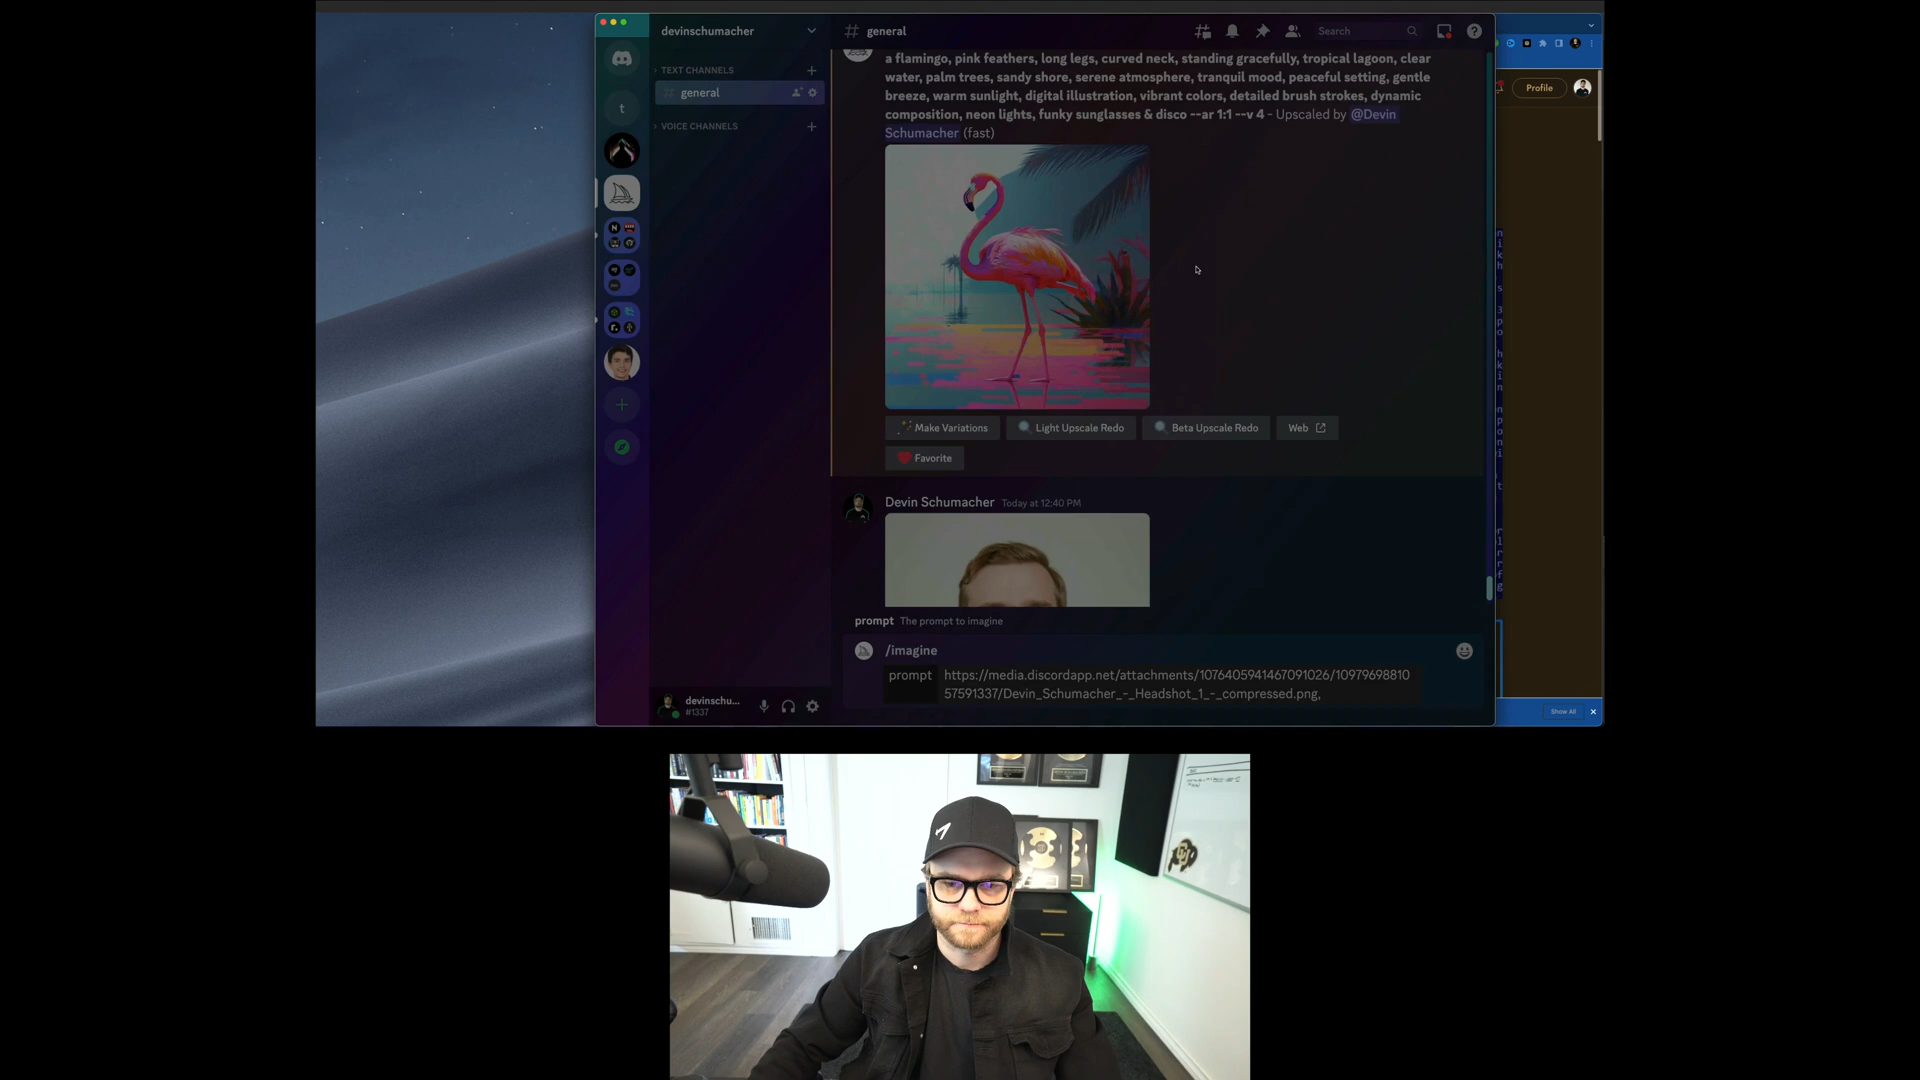 devinschumacher
general
Search
TEXT CHANNELS
general
VOICE CHANNELS
t
a flamingo, pink feathers, long legs, curved neck, standing gracefully, tropical lagoon, clear
water, palm trees, sandy shore, serene atmosphere, tranquil mood, peaceful setting, gentle
breeze, warm sunlight, digital illustration, vibrant colors, detailed brush strokes, dynamic
composition, neon lights, funky sunglasses & disco --ar 1:1 --v 4 - Upscaled by @Devin
Schumacher (fast)
Make Variations
Light Upscale Redo
Beta Upscale Redo
Web
Favorite
Devin Schumacher Today at 12:40 PM
prompt The prompt to imagine
/imagine
prompt https://media.discordapp.net/attachments/1076405941467091026/10979698810
57591337/Devin_Schumacher_-_Headshot_1_-_compressed.png,
devinschu...
#1337
Profile
Show All